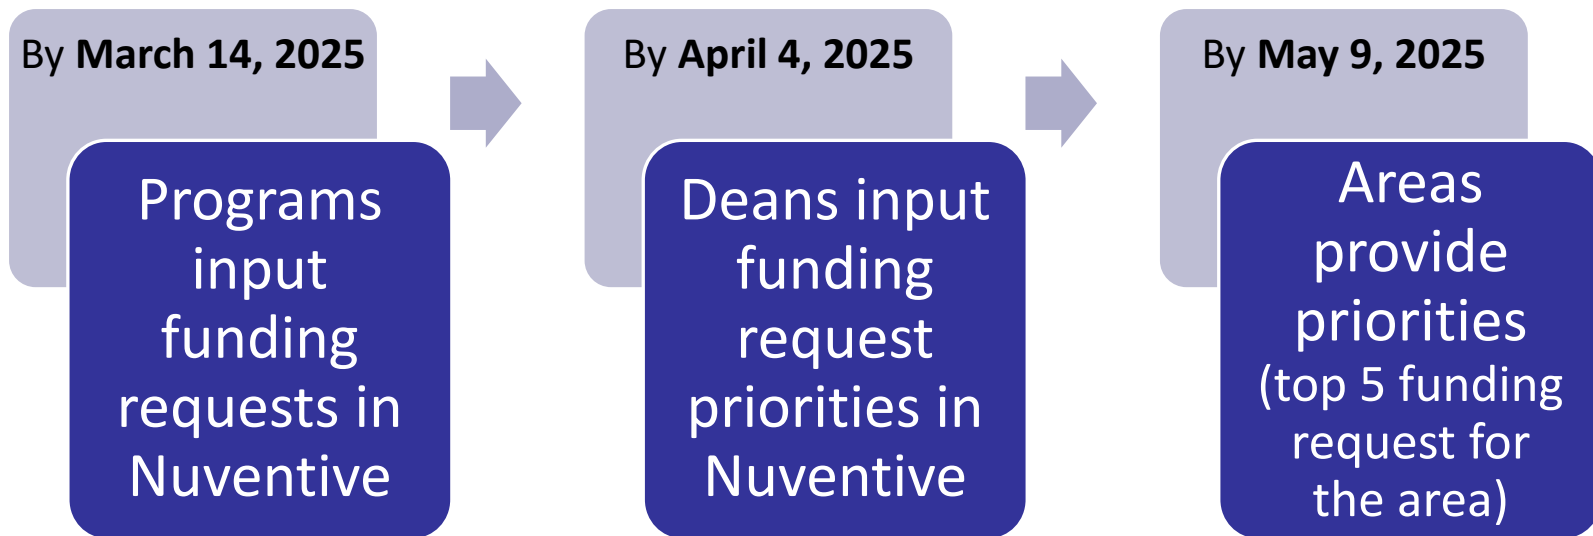 By March 14, 2025
Programs
input
funding
requests in
Nuventive
By April 4, 2025
Deans input
funding
request
priorities in
Nuventive
By May 9, 2025
Areas
provide
priorities
(top 5 funding
request for
the area)